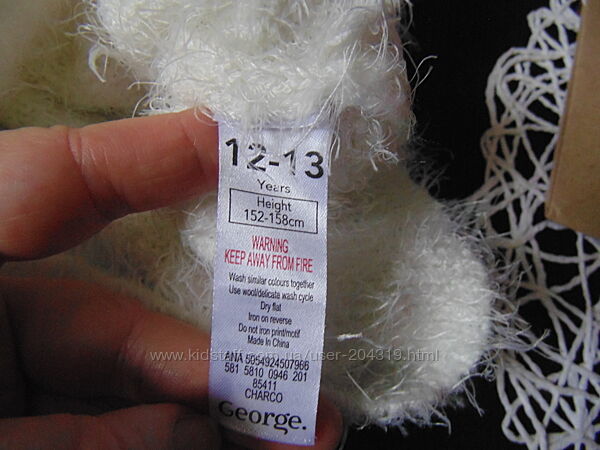 12-13
Years
Height
152-158cm
WARNING
KEEP AWAY FROM FIRE
Wash similar colours together
Use wool/delicate wash cycle
Dry flat
Iron on reverse
Do not iron print/motif
Made In China
www.kidstaff.com.ua/user-204319.html
ANA 5054924507966
581 5810 0946 201
85411
CHARCO
George.